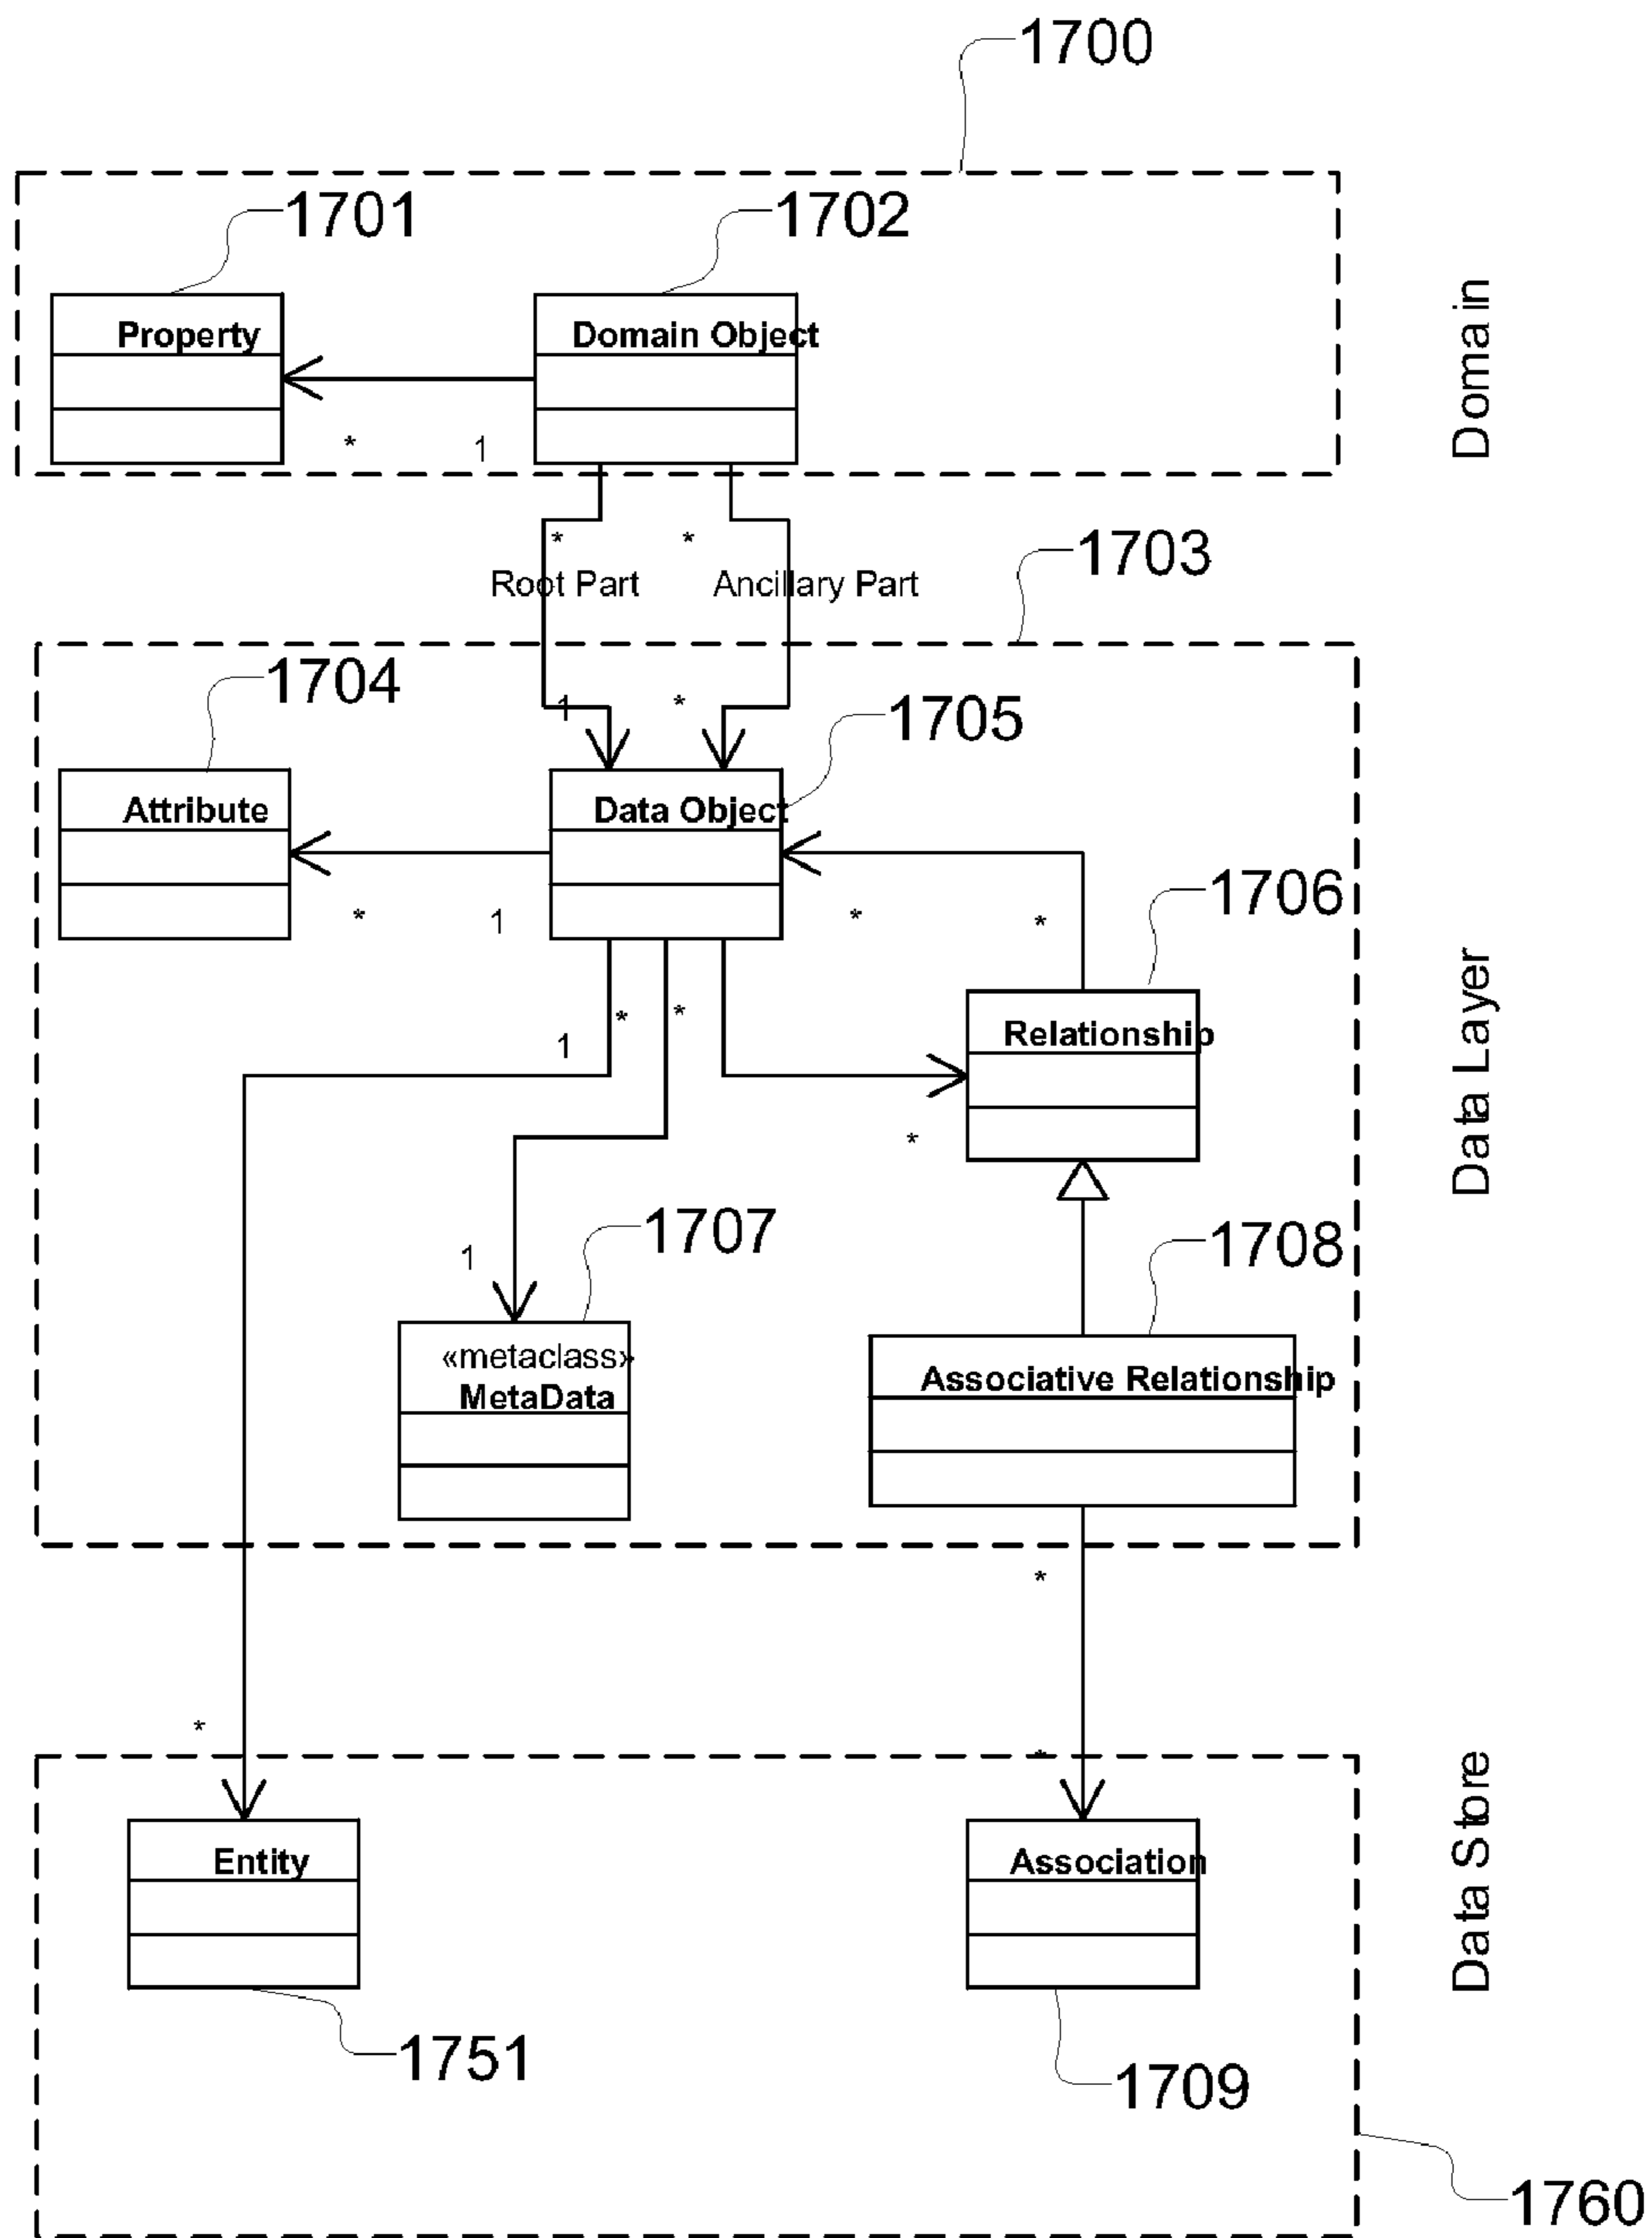 1700
1701
1702
Property
Domain Object
* 1
Domain
* *
Root Part Ancillary Part
1703
1704
1 *
1705
Attribute
Data Object
* 1 * *
1706
1 * *
Relationship
*
Data Layer
1707
1708
1
«metaclass»
MetaData
Associative Relationship
*
*
*
Entity
Association
Data Store
1751
1709
1760